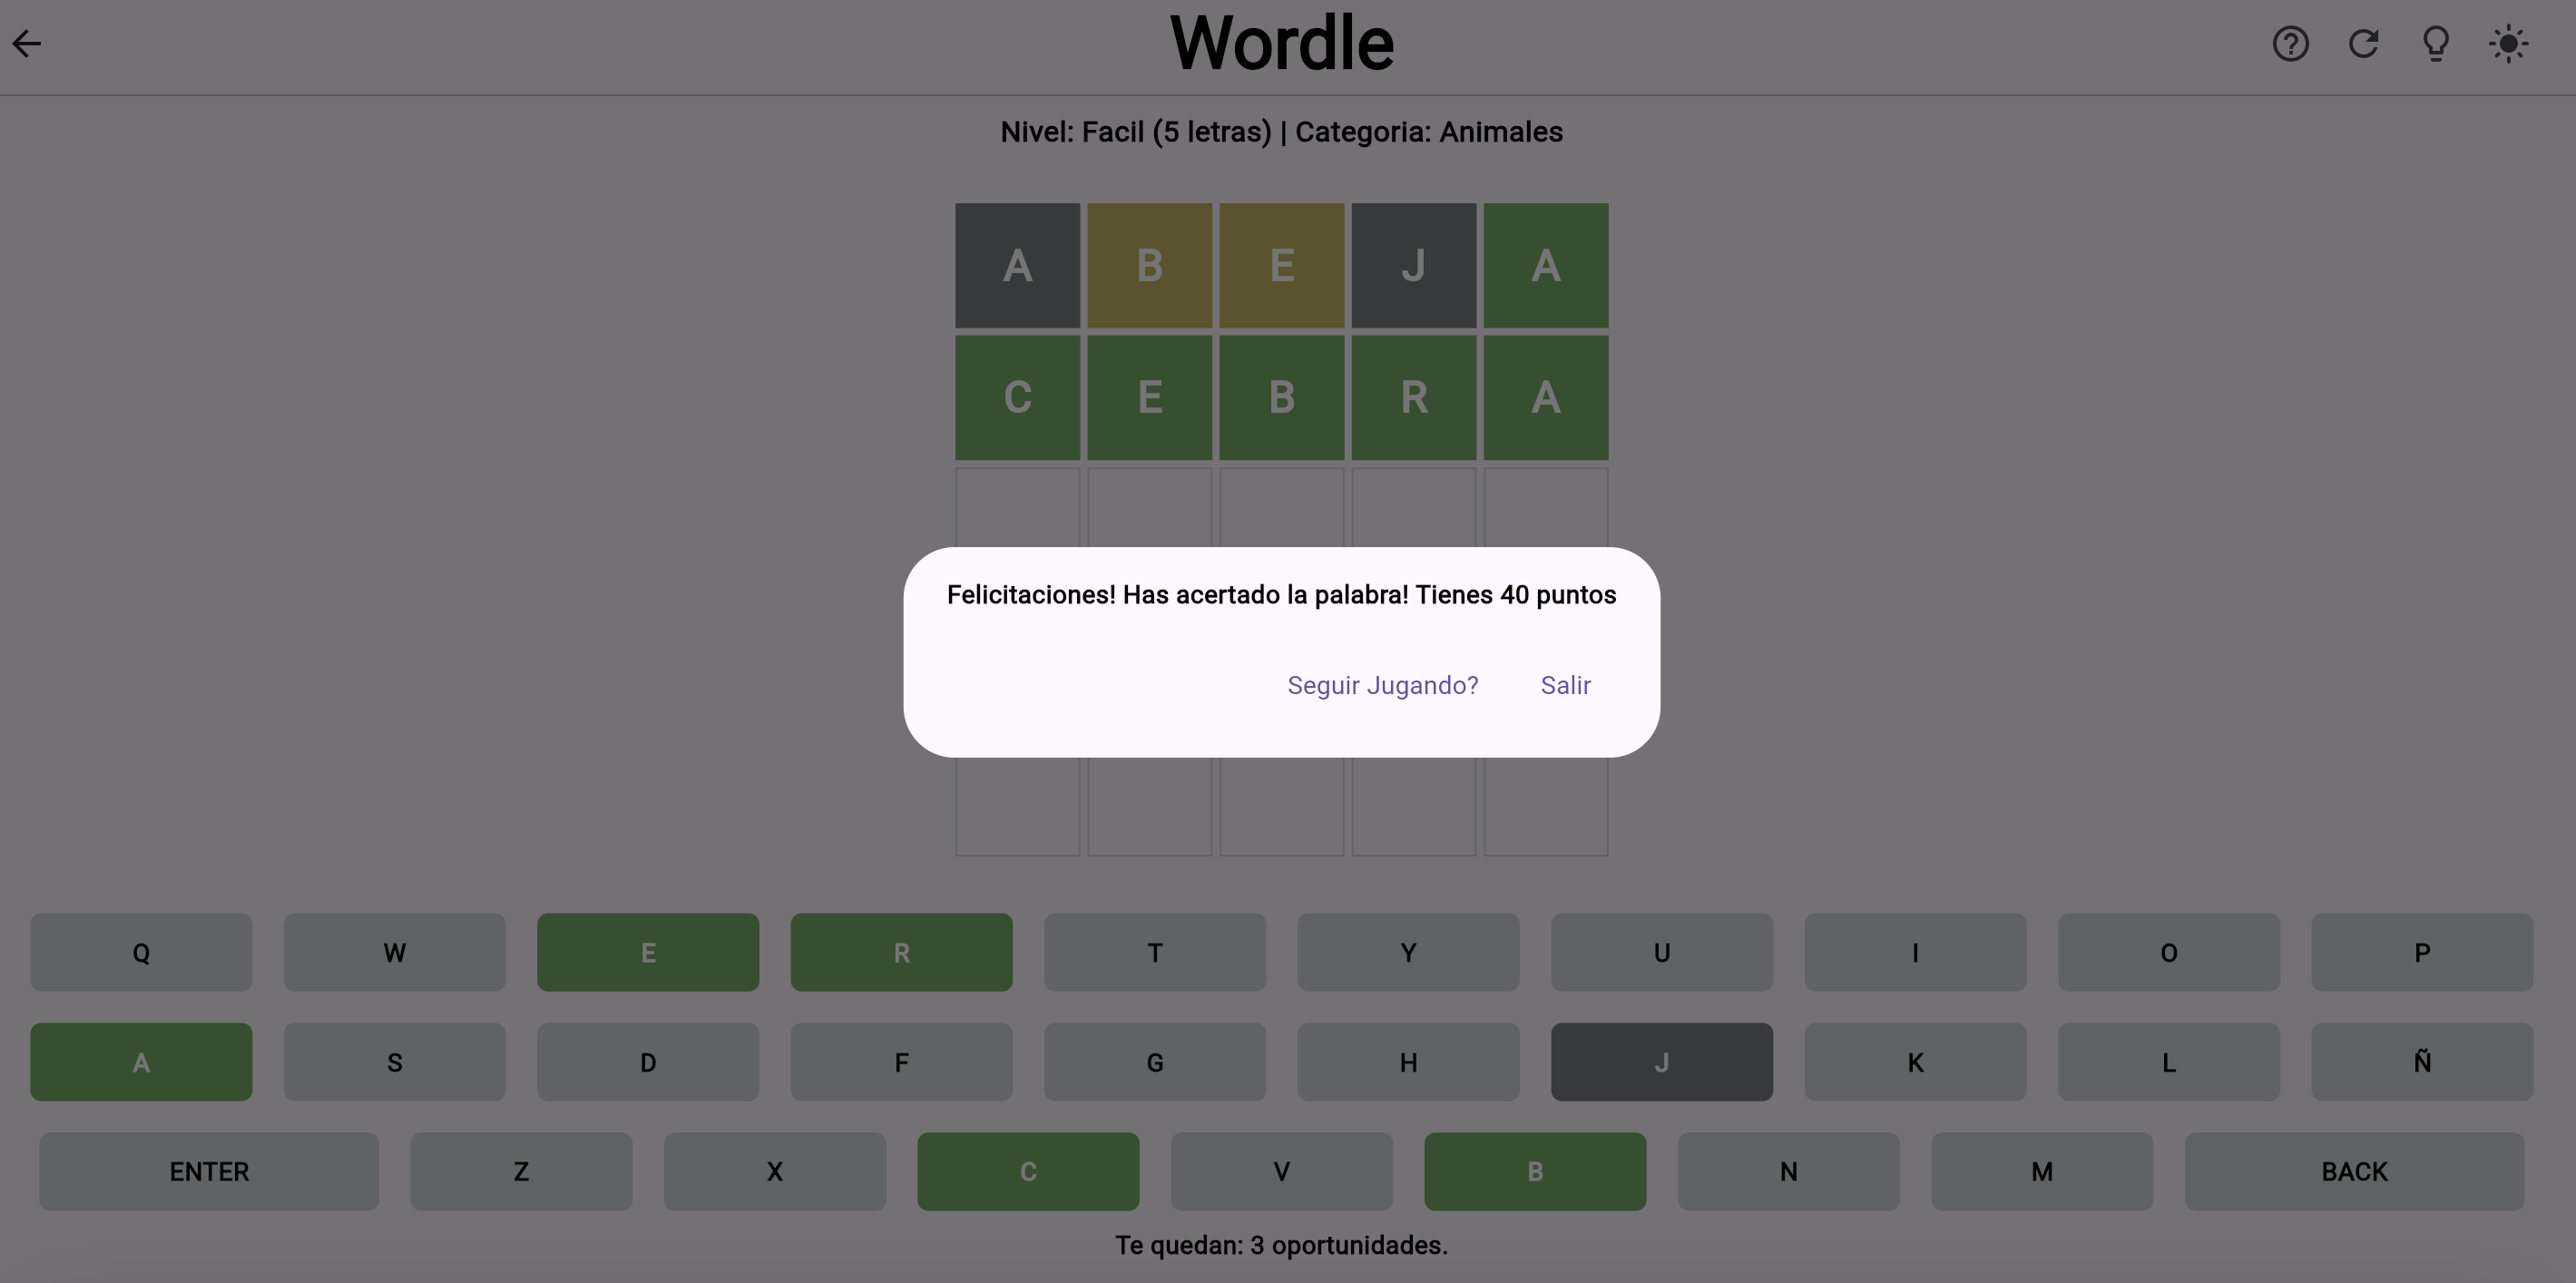 Wordle
Nivel: Facil (5 letras) | Categoria: Animales
A B E J A
C E B R A
Felicitaciones! Has acertado la palabra! Tienes 40 puntos
Seguir Jugando? Salir
Q W E R T Y U I O P
A S D F G H J K L Ñ
ENTER Z X C V B N M BACK
Te quedan: 3 oportunidades.